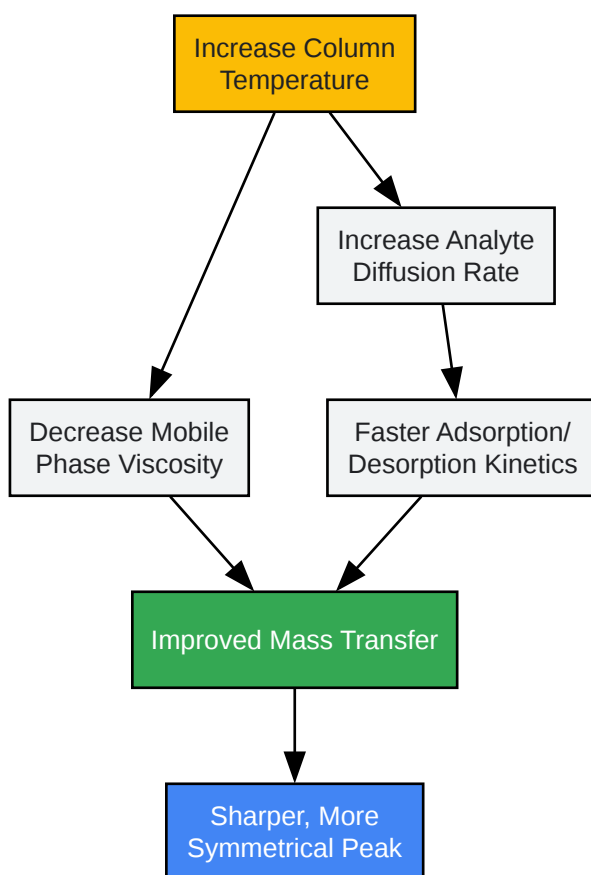 Increase Column
Temperature
Increase Analyte
Diffusion Rate
Decrease Mobile
Phase Viscosity
Faster Adsorption/
Desorption Kinetics
Improved Mass Transfer
Sharper, More
Symmetrical Peak